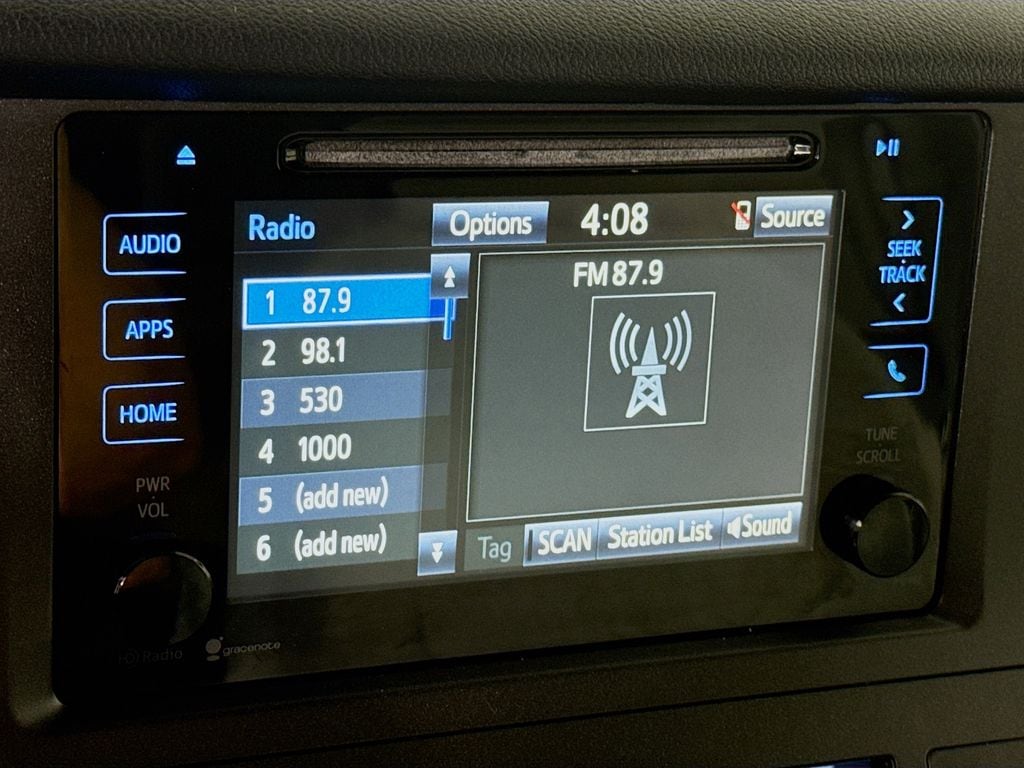 AUDIO
APPS
HOME
PWR
VOL
HD Radio
gracenote
Radio
Options
4:08
Source
1 87.9
2 98.1
3 530
4 1000
5 (add new)
6 (add new)
FM 87.9
Tag
SCAN
Station List
Sound
SEEK
TRACK
TUNE
SCROLL